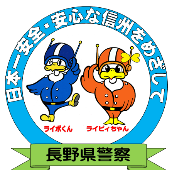 日本一安全・安心な信州をめざして
ライポくん
ライピィちゃん
長野県警察